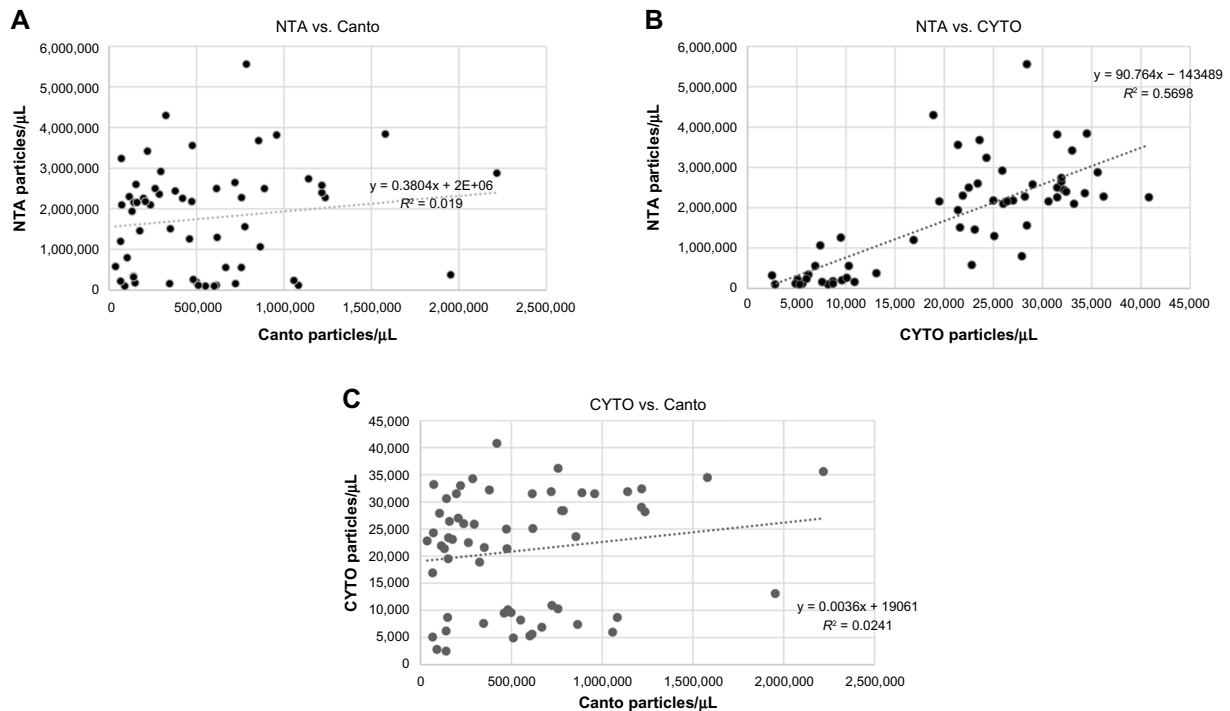 A
NTA vs. Canto
6,000,000
5,000,000
4,000,000
3,000,000
2,000,000
1,000,000
0
NTA particles/μL
y = 0.3804x + 2E+06
R² = 0.019
0
500,000
1,000,000
1,500,000
2,000,000
2,500,000
Canto particles/μL
B
NTA vs. CYTO
6,000,000
5,000,000
4,000,000
3,000,000
2,000,000
1,000,000
0
NTA particles/μL
y = 90.764x − 143489
R² = 0.5698
0
5,000
10,000
15,000
20,000
25,000
30,000
35,000
40,000
45,000
CYTO particles/μL
C
CYTO vs. Canto
45,000
40,000
35,000
30,000
25,000
20,000
15,000
10,000
5,000
0
CYTO particles/μL
y = 0.0036x + 19061
R² = 0.0241
0
500,000
1,000,000
1,500,000
2,000,000
2,500,000
Canto particles/μL